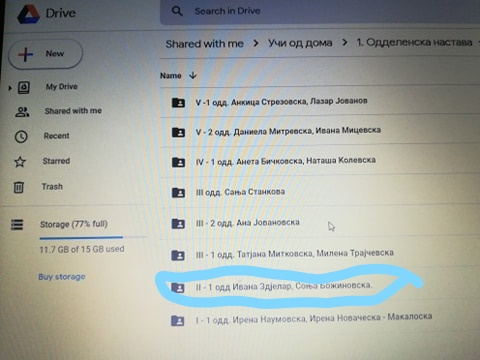 Drive
Search in Drive
New
Shared with me > Учи од дома > 1. Одделенска настава
Name
My Drive
Shared with me
Recent
Starred
Trash
Storage (77% full)
11.7 GB of 15 GB used
Buy storage
V -1 одд. Анкица Стрезовска, Лазар Јованов
V - 2 одд. Даниела Митревска, Ивана Мицевска
IV - 1 одд. Анета Бичковска, Наташа Колевска
III одд. Сања Станкова
III - 2 одд. Ана Јовановска
III - 1 одд. Татјана Митковска, Милена Трајчевска
II - 1 одд Ивана Здјелар, Соња Божиновска.
I - 1 одд. Ирена Наумовска, Ирена Новаческа - Макалоска